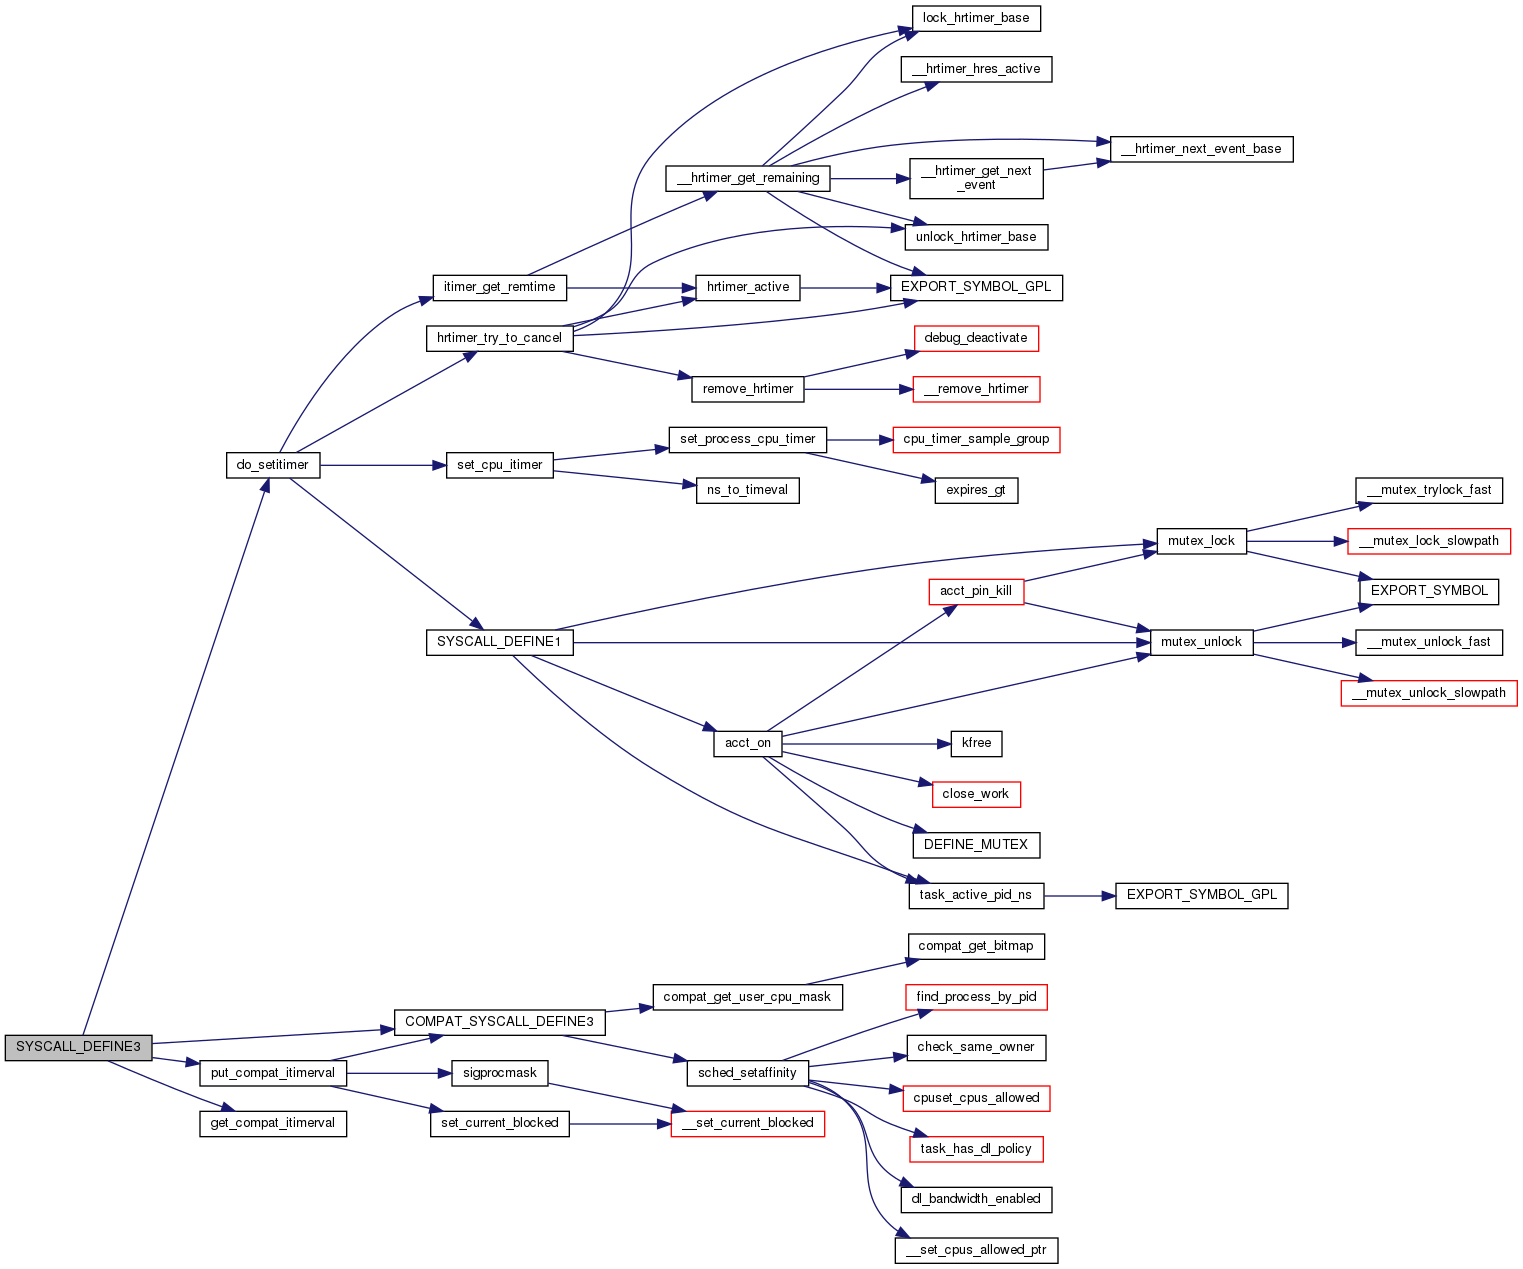 lock_hrtimer_base
__hrtimer_hres_active
__hrtimer_next_event_base
__hrtimer_get_remaining
__hrtimer_get_next
_event
unlock_hrtimer_base
itimer_get_remtime
hrtimer_active
EXPORT_SYMBOL_GPL
hrtimer_try_to_cancel
debug_deactivate
remove_hrtimer
__remove_hrtimer
set_process_cpu_timer
cpu_timer_sample_group
do_setitimer
set_cpu_itimer
ns_to_timeval
expires_gt
__mutex_trylock_fast
mutex_lock
__mutex_lock_slowpath
acct_pin_kill
EXPORT_SYMBOL
SYSCALL_DEFINE1
mutex_unlock
__mutex_unlock_fast
__mutex_unlock_slowpath
acct_on
kfree
close_work
DEFINE_MUTEX
task_active_pid_ns
EXPORT_SYMBOL_GPL
compat_get_bitmap
compat_get_user_cpu_mask
find_process_by_pid
COMPAT_SYSCALL_DEFINE3
SYSCALL_DEFINE3
check_same_owner
put_compat_itimerval
sigprocmask
sched_setaffinity
cpuset_cpus_allowed
get_compat_itimerval
set_current_blocked
__set_current_blocked
task_has_dl_policy
dl_bandwidth_enabled
__set_cpus_allowed_ptr